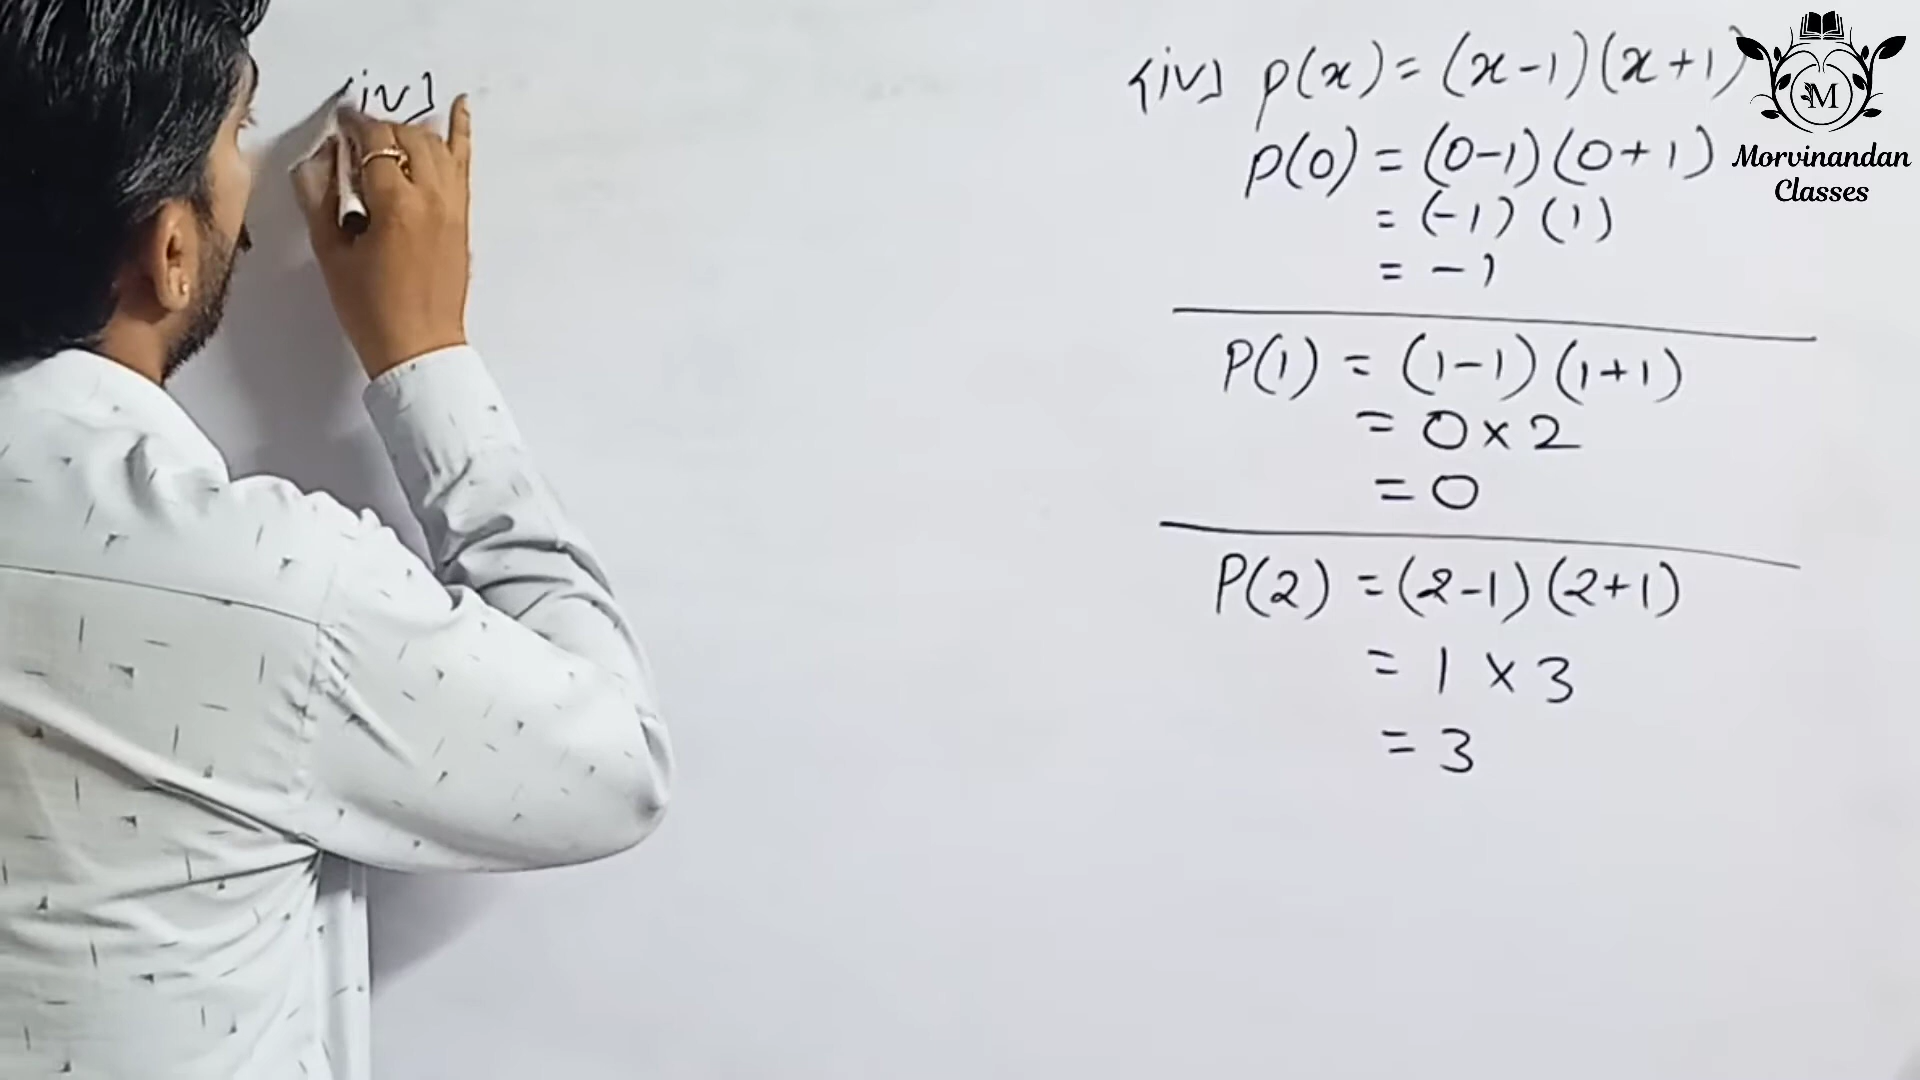 (iv)
(iv) p(x) = (x-1)(x+1)
p(0) = (0-1)(0+1)
= (-1) (1)
= -1
P(1) = (1-1)(1+1)
= 0 × 2
= 0
P(2) = (2-1)(2+1)
= 1 × 3
= 3
M
Morvinandan
Classes